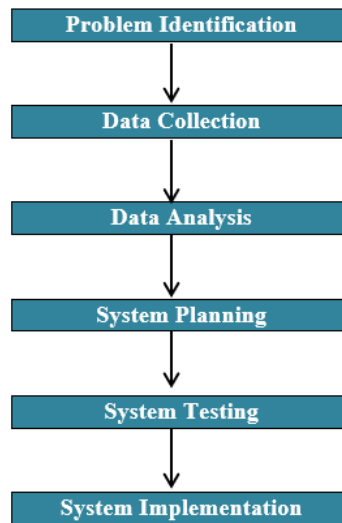 Problem Identification
Data Collection
Data Analysis
System Planning
System Testing
System Implementation